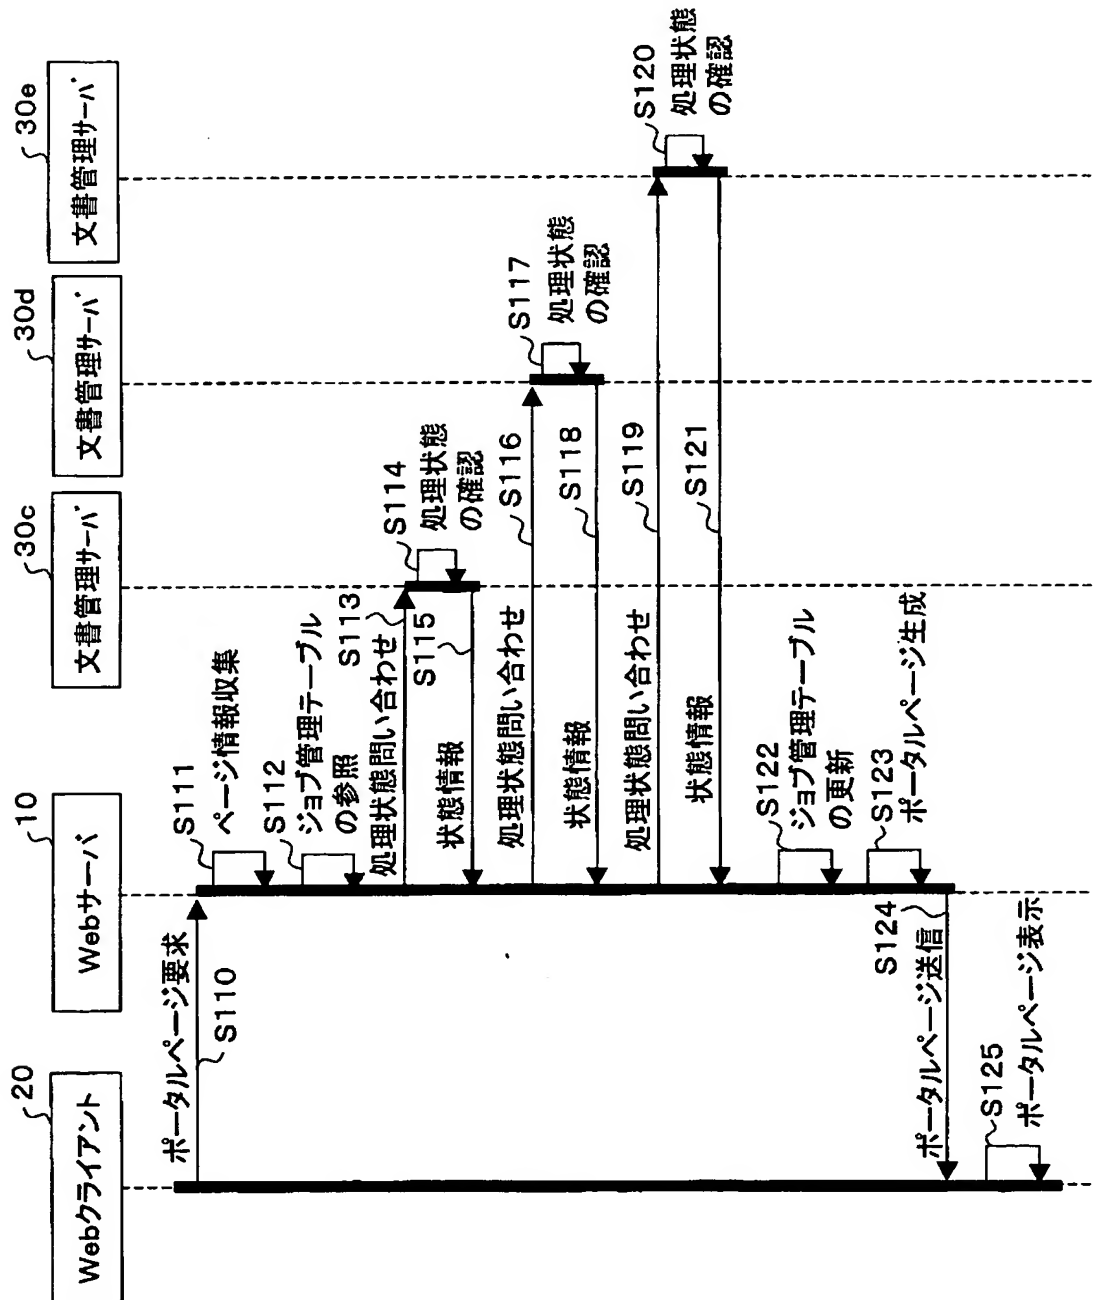 20
Webクライアント
10
Webサーバ
30c
文書管理サーバ
30d
文書管理サーバ
30e
文書管理サーバ
ポータルページ要求
S110
S111
ページ情報収集
S112
ジョブ管理テーブル
の参照
処理状態問い合わせ
S113
S114
処理状態
の確認
S115
状態情報
処理状態問い合わせ
S116
S117
処理状態
の確認
状態情報
S118
処理状態問い合わせ
S119
S120
処理状態
の確認
状態情報
S121
S122
ジョブ管理テーブル
の更新
S123
ポータルページ生成
S124
ポータルページ送信
S125
ポータルページ表示